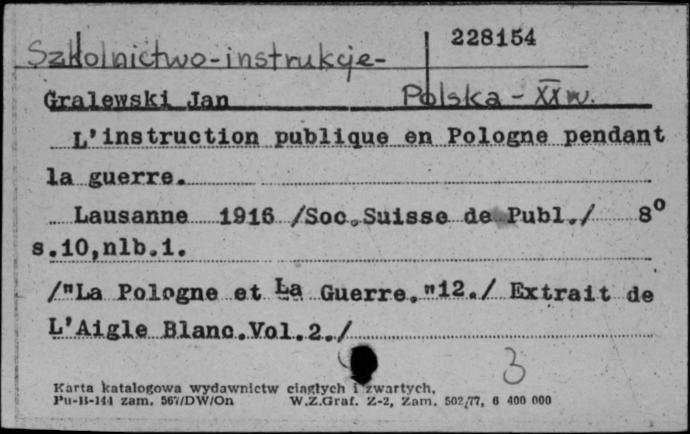 228154
Szkolnictwo-instrukcje-
Polska - XX w.
Gralewski Jan
L'instruction publique en Pologne pendant
la guerre.
Lausanne 1916 /Soc.Suisse de Publ./ 8º
s.10,nlb.1.
/"La Pologne et La Guerre."12./ Extrait de
L'Aigle Blanc.Vol.2./
3
Karta katalogowa wydawnictw ciągłych i zwartych,
Pu-B-144 zam. 567/DW/On W.Z.Graf. Z-2, Zam. 502/77, 6 400 000